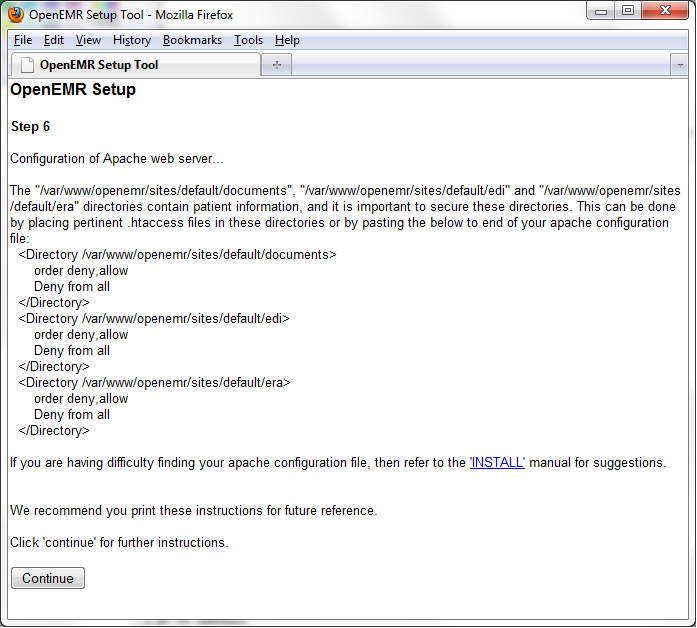 OpenEMR Setup Tool - Mozilla Firefox
File Edit View History Bookmarks Tools Help
OpenEMR Setup Tool
OpenEMR Setup
Step 6
Configuration of Apache web server...
The "/var/www/openemr/sites/default/documents", "/var/www/openemr/sites/default/edi" and "/var/www/openemr/sites
/default/era" directories contain patient information, and it is important to secure these directories. This can be done
by placing pertinent .htaccess files in these directories or by pasting the below to end of your apache configuration
file:
<Directory /var/www/openemr/sites/default/documents>
order deny,allow
Deny from all
</Directory>
<Directory /var/www/openemr/sites/default/edi>
order deny,allow
Deny from all
</Directory>
<Directory /var/www/openemr/sites/default/era>
order deny,allow
Deny from all
</Directory>
If you are having difficulty finding your apache configuration file, then refer to the 'INSTALL' manual for suggestions.
We recommend you print these instructions for future reference.
Click 'continue' for further instructions.
Continue